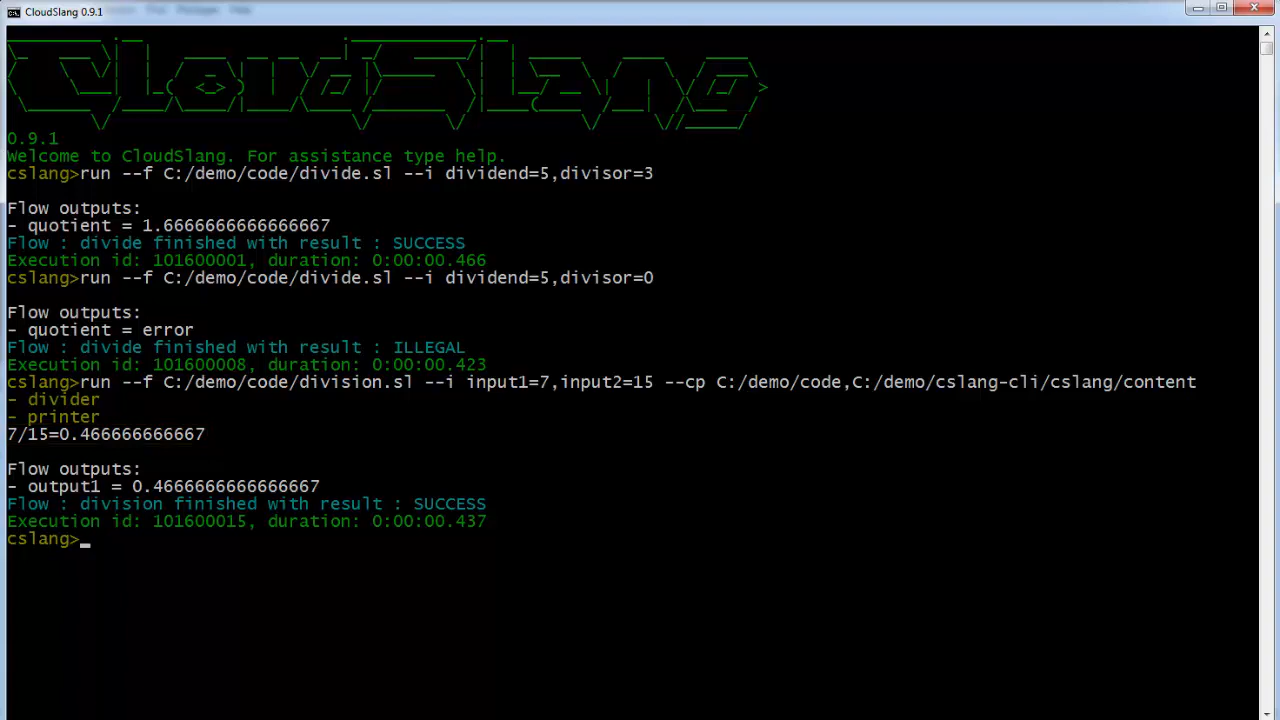 CloudSlang 0.9.1
CloudSlang
0.9.1
Welcome to CloudSlang. For assistance type help.
cslang>run --f C:/demo/code/divide.sl --i dividend=5,divisor=3
Flow outputs:
- quotient = 1.6666666666666667
Flow : divide finished with result : SUCCESS
Execution id: 101600001, duration: 0:00:00.466
cslang>run --f C:/demo/code/divide.sl --i dividend=5,divisor=0
Flow outputs:
- quotient = error
Flow : divide finished with result : ILLEGAL
Execution id: 101600008, duration: 0:00:00.423
cslang>run --f C:/demo/code/division.sl --i input1=7,input2=15 --cp C:/demo/code,C:/demo/cslang-cli/cslang/content
- divider
- printer
7/15=0.466666666667
Flow outputs:
- output1 = 0.4666666666666667
Flow : division finished with result : SUCCESS
Execution id: 101600015, duration: 0:00:00.437
cslang>_